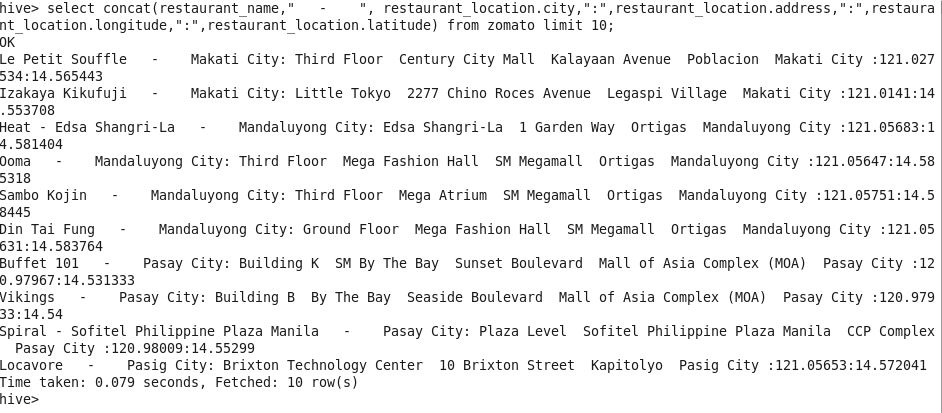 hive> select concat(restaurant_name,"   -    ", restaurant_location.city,":",restaurant_location.address,":",restaura
nt_location.longitude,":",restaurant_location.latitude) from zomato limit 10;
OK
Le Petit Souffle   -    Makati City: Third Floor  Century City Mall  Kalayaan Avenue  Poblacion  Makati City :121.027
534:14.565443
Izakaya Kikufuji   -    Makati City: Little Tokyo  2277 Chino Roces Avenue  Legaspi Village  Makati City :121.0141:14
.553708
Heat - Edsa Shangri-La   -    Mandaluyong City: Edsa Shangri-La  1 Garden Way  Ortigas  Mandaluyong City :121.05683:1
4.581404
Ooma   -    Mandaluyong City: Third Floor  Mega Fashion Hall  SM Megamall  Ortigas  Mandaluyong City :121.05647:14.58
5318
Sambo Kojin   -    Mandaluyong City: Third Floor  Mega Atrium  SM Megamall  Ortigas  Mandaluyong City :121.05751:14.5
8445
Din Tai Fung   -    Mandaluyong City: Ground Floor  Mega Fashion Hall  SM Megamall  Ortigas  Mandaluyong City :121.05
631:14.583764
Buffet 101   -    Pasay City: Building K  SM By The Bay  Sunset Boulevard  Mall of Asia Complex (MOA)  Pasay City :12
0.97967:14.531333
Vikings   -    Pasay City: Building B  By The Bay  Seaside Boulevard  Mall of Asia Complex (MOA)  Pasay City :120.979
33:14.54
Spiral - Sofitel Philippine Plaza Manila   -    Pasay City: Plaza Level  Sofitel Philippine Plaza Manila  CCP Complex
  Pasay City :120.98009:14.55299
Locavore   -    Pasig City: Brixton Technology Center  10 Brixton Street  Kapitolyo  Pasig City :121.05653:14.572041
Time taken: 0.079 seconds, Fetched: 10 row(s)
hive>